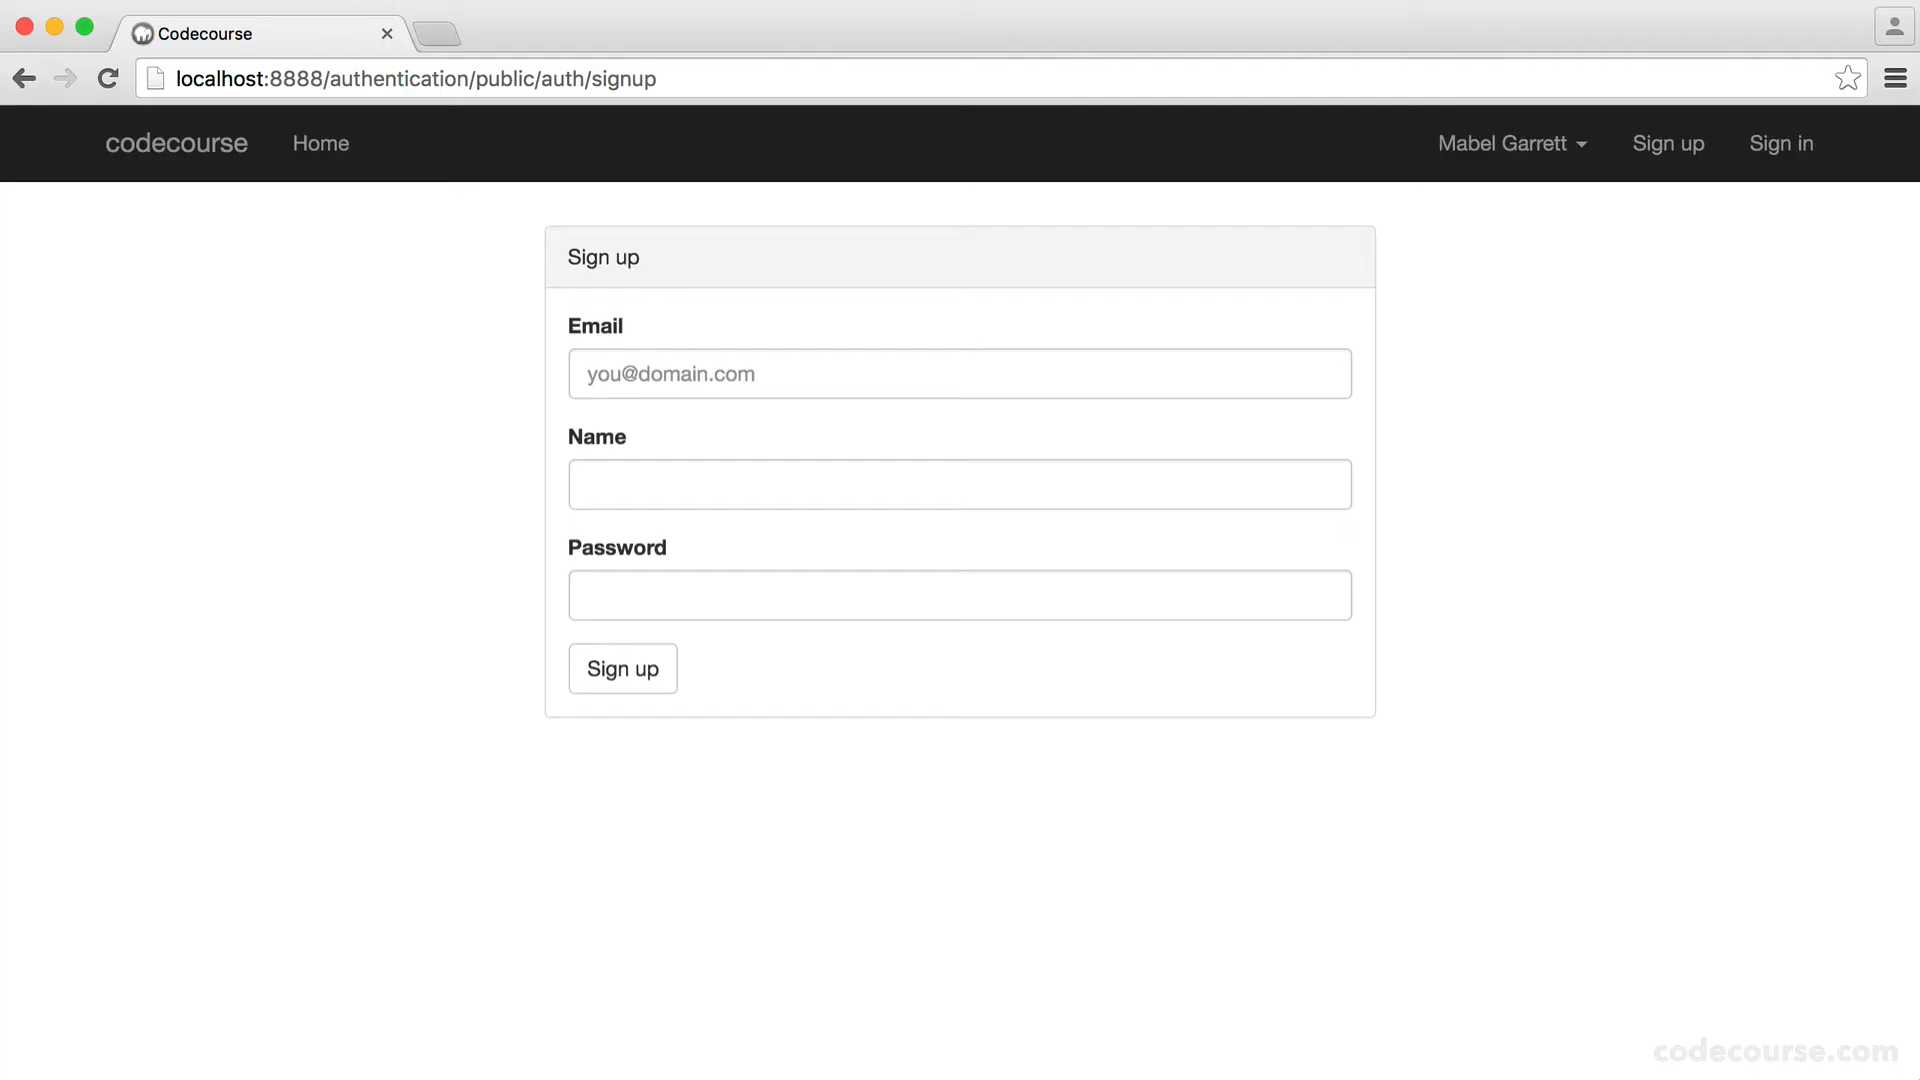 Codecourse
localhost:8888/authentication/public/auth/signup
codecourse Home Mabel Garrett Sign up Sign in
Sign up
Email
you@domain.com
Name
Password
Sign up
codecourse.com